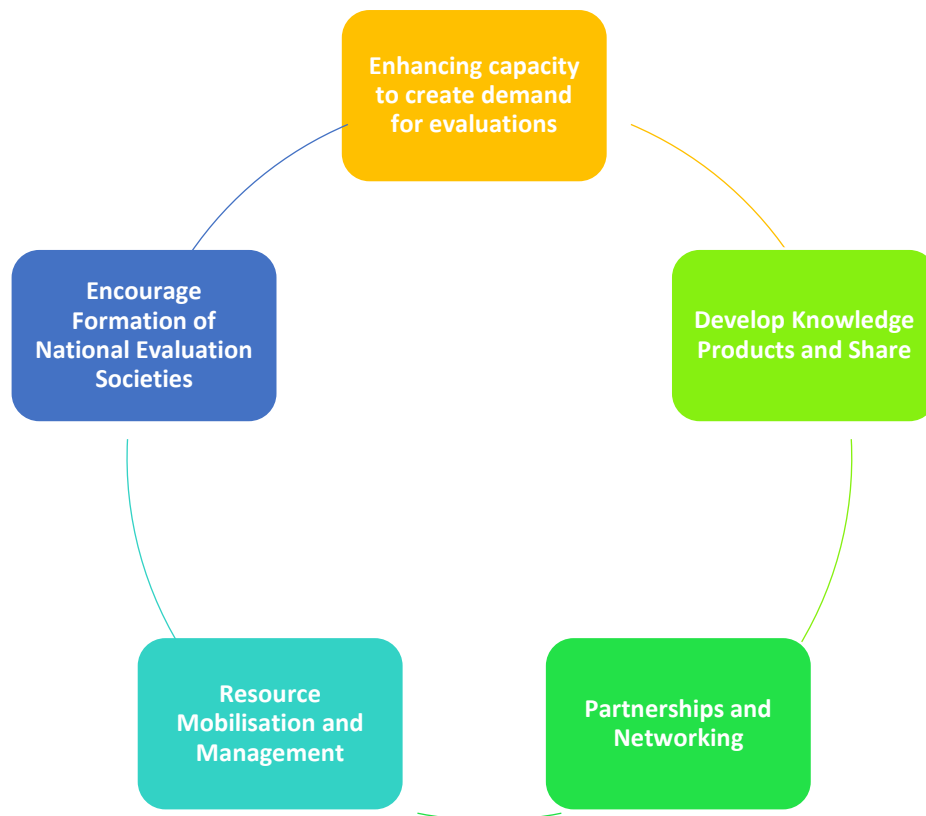 Enhancing capacity
to create demand
for evaluations
Develop Knowledge
Products and Share
Partnerships and
Networking
Resource
Mobilisation and
Management
Encourage
Formation of
National Evaluation
Societies